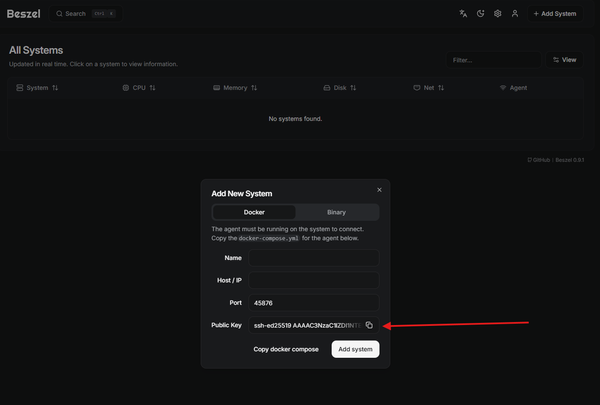 Beszel
Search Ctrl K
+ Add System
All Systems
Updated in real time. Click on a system to view information.
Filter...
View
System CPU Memory Disk Net Agent
No systems found.
GitHub | Beszel 0.9.1
Add New System
Docker Binary
The agent must be running on the system to connect.
Copy the docker-compose.yml for the agent below.
Name
Host / IP
Port 45876
Public Key ssh-ed25519
Copy docker compose Add system